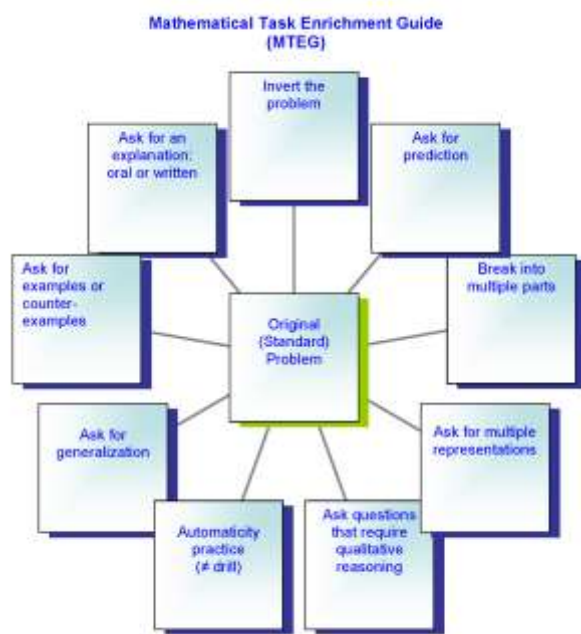 Mathematical Task Enrichment Guide
(MTEG)
Invert the
problem
Ask for
prediction
Break into
multiple parts
Ask for multiple
representations
Ask questions
that require
qualitative
reasoning
Automaticity
practice
(≠ drill)
Ask for
generalization
Ask for
examples or
counter-
examples
Ask for an
explanation:
oral or written
Original
(Standard)
Problem